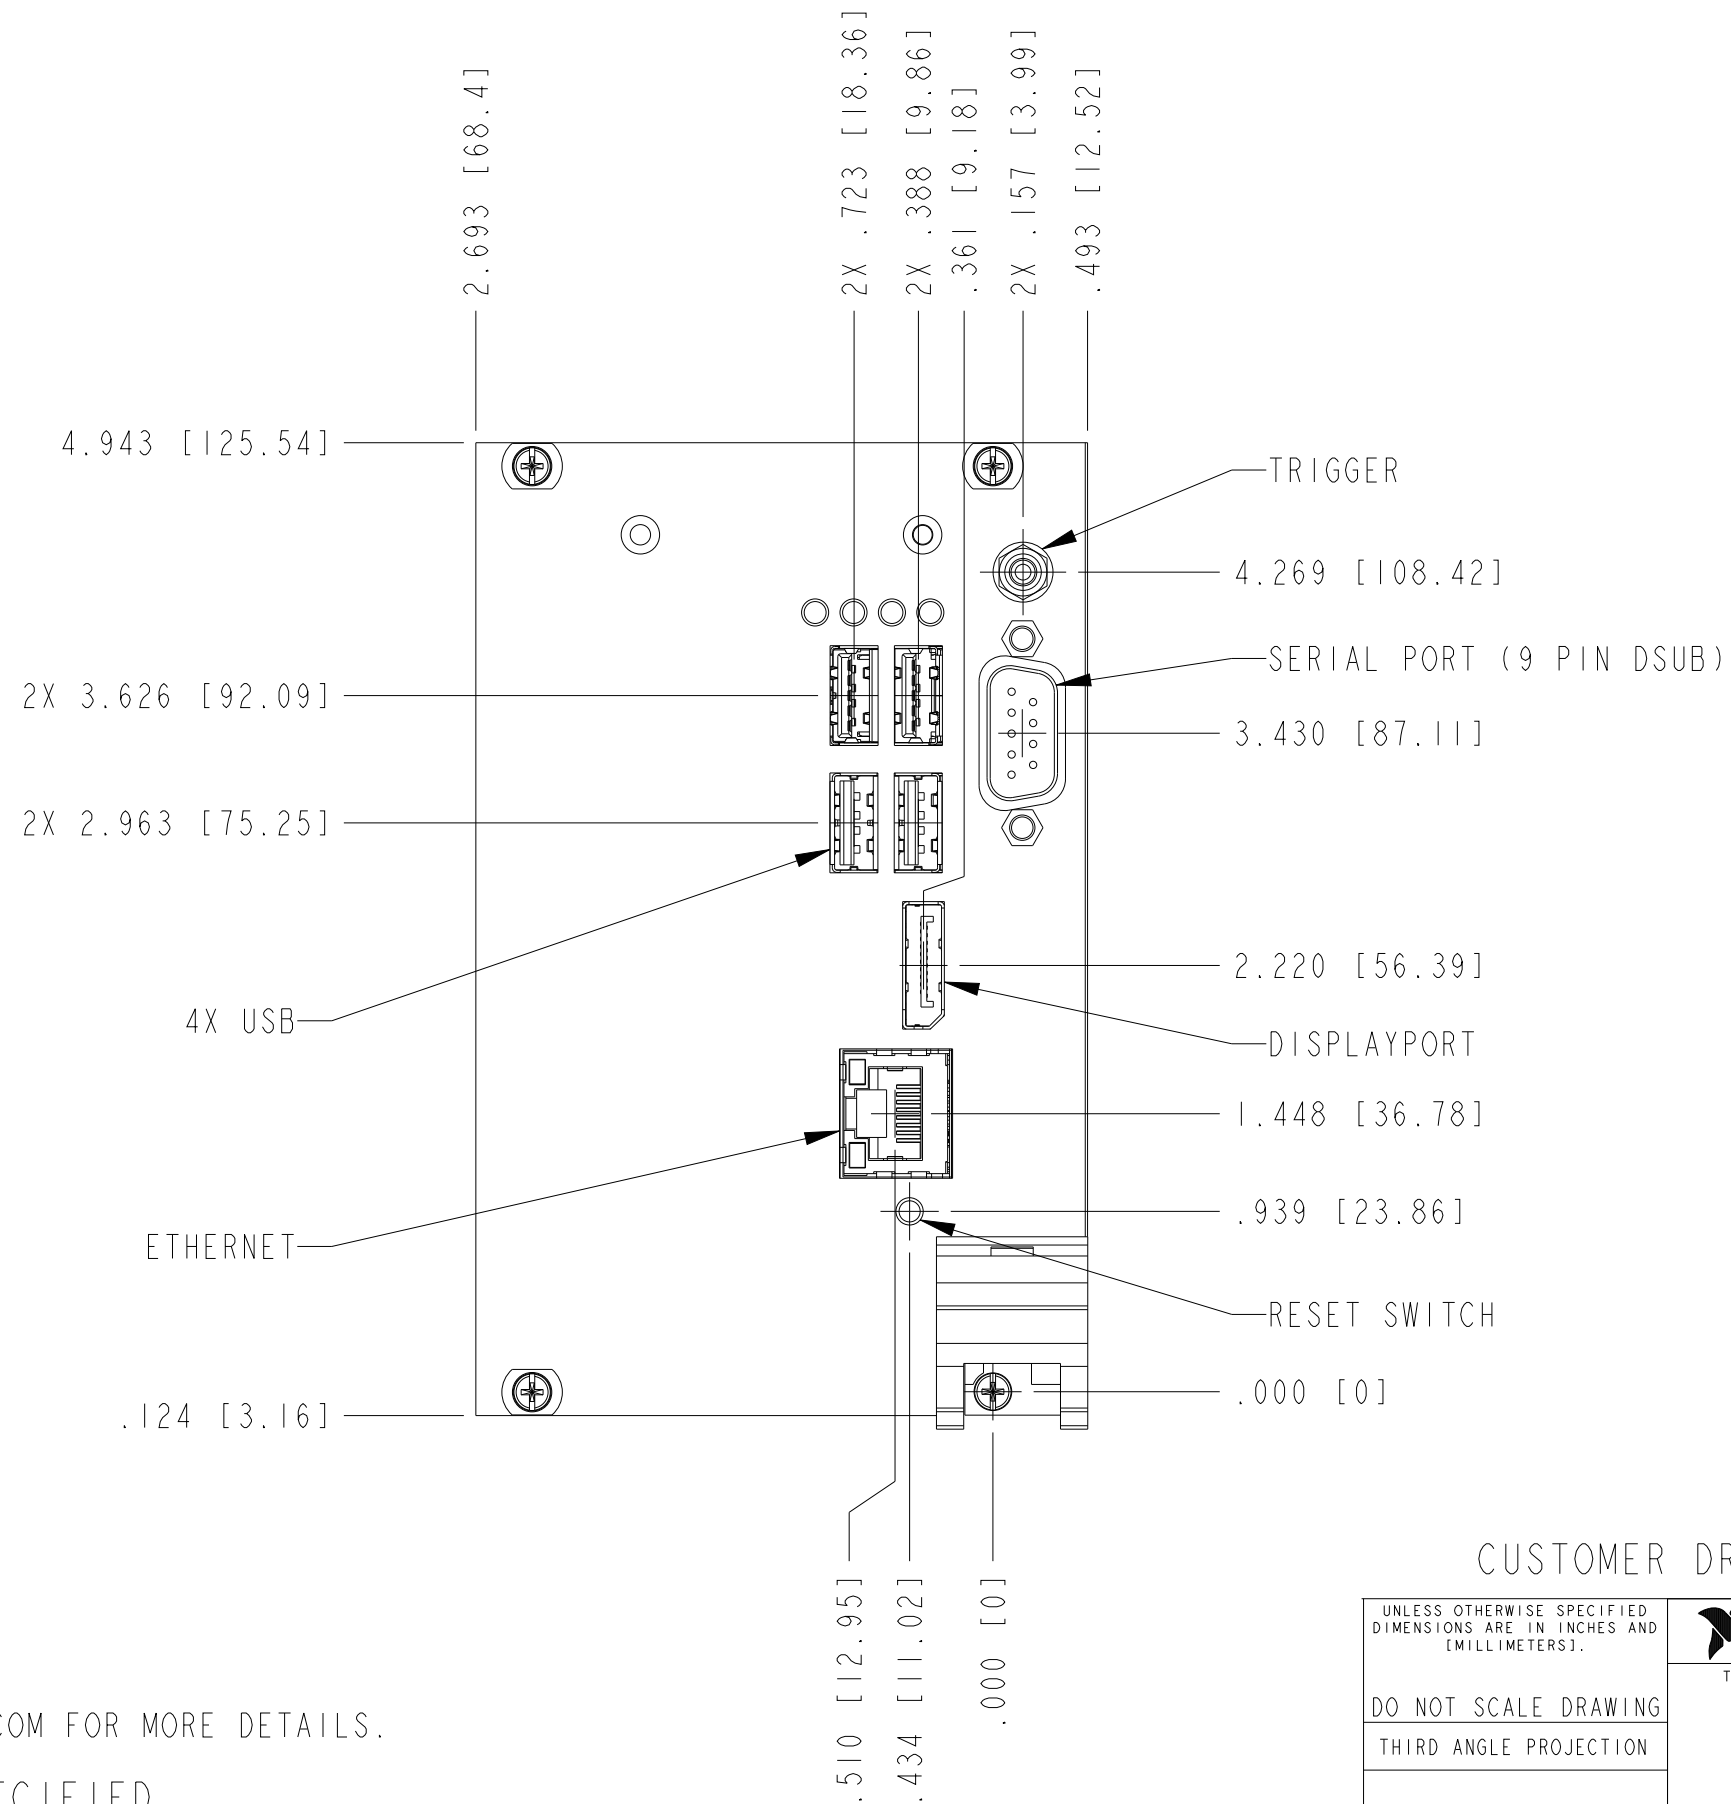 2.693 [68.4]
2X .723 [18.36]
2X .388 [9.86]
.361 [9.18]
2X .157 [3.99]
.493 [12.52]
4.943 [125.54]
TRIGGER
4.269 [108.42]
SERIAL PORT (9 PIN DSUB)
2X 3.626 [92.09]
3.430 [87.11]
2X 2.963 [75.25]
2.220 [56.39]
4X USB
DISPLAYPORT
1.448 [36.78]
.939 [23.86]
ETHERNET
RESET SWITCH
.000 [0]
.124 [3.16]
.510 [12.95]
.434 [11.02]
.000 [0]
CUSTOMER DR
UNLESS OTHERWISE SPECIFIED
DIMENSIONS ARE IN INCHES AND
[MILLIMETERS].
T
DO NOT SCALE DRAWING
THIRD ANGLE PROJECTION
COM FOR MORE DETAILS.